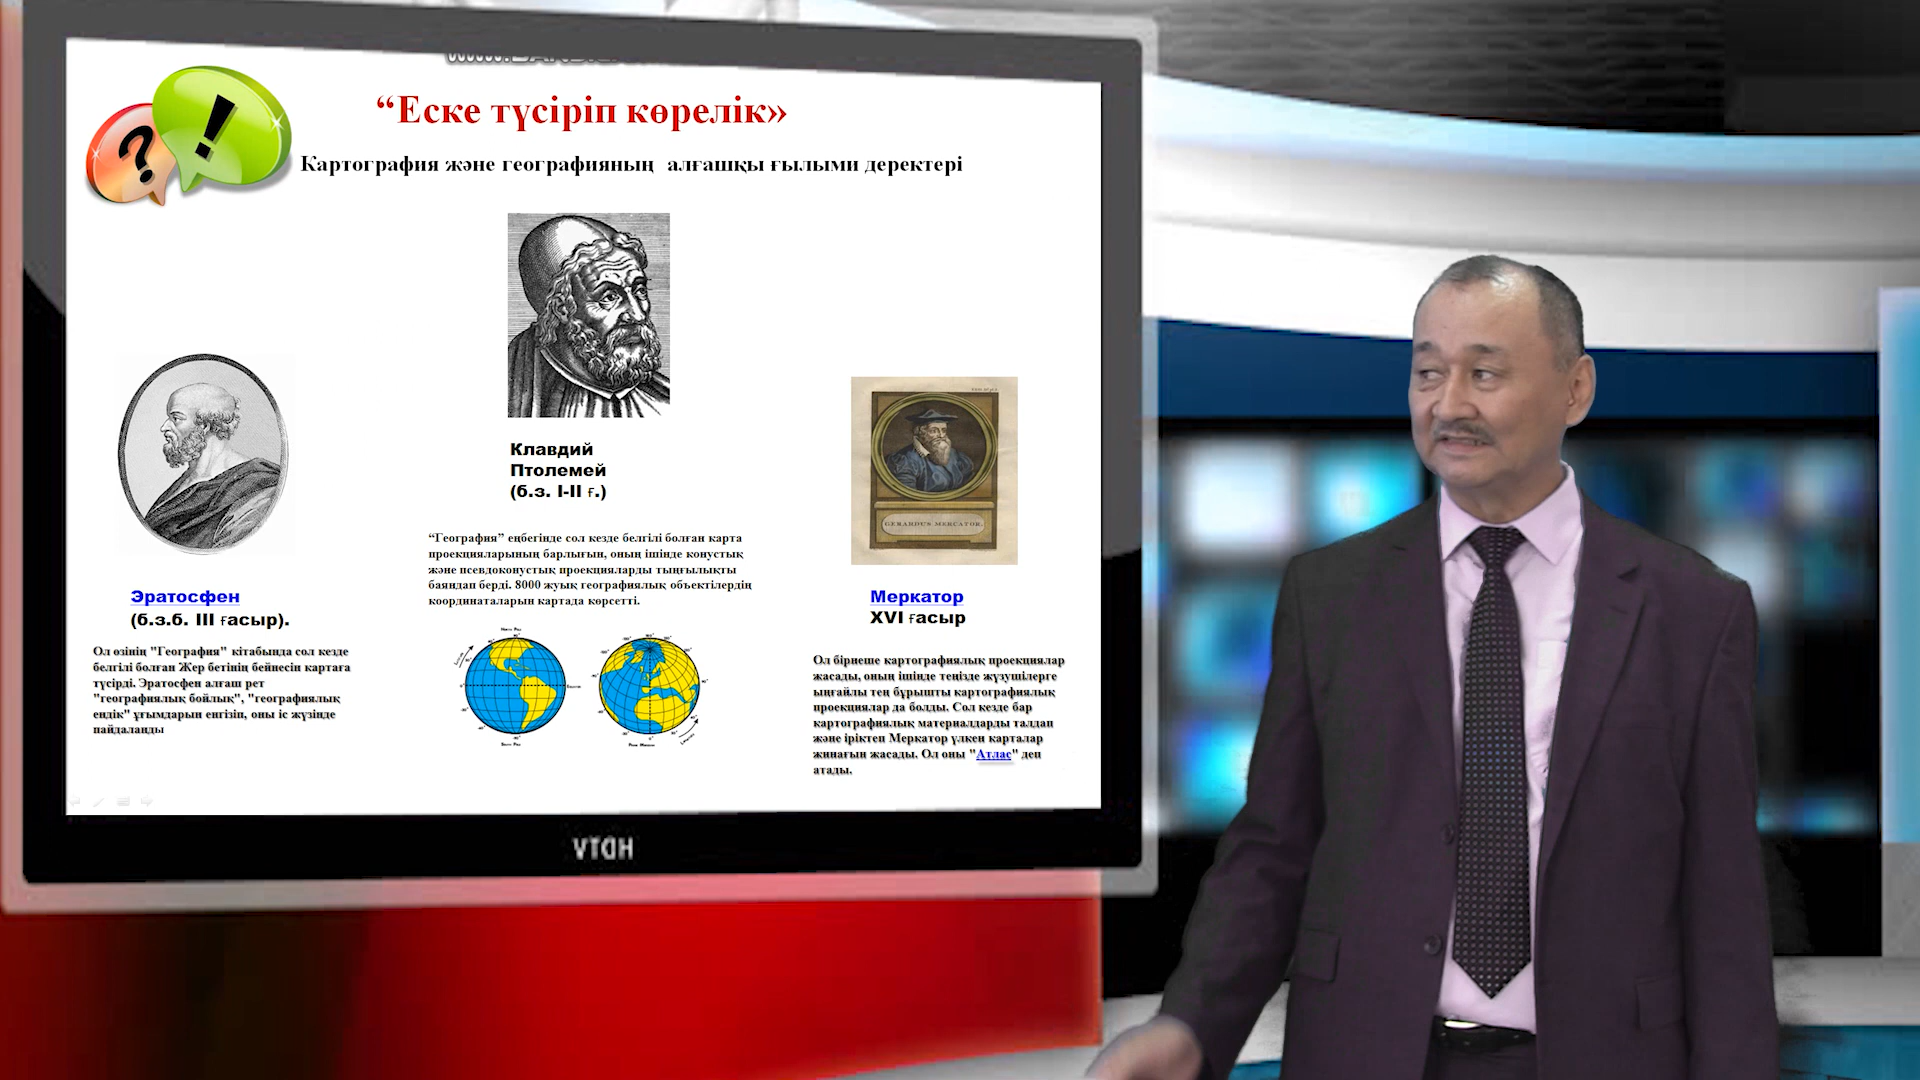 “Еске түсіріп көрелік»
Картография және географияның алғашқы ғылыми деректері
Клавдий
Птолемей
(б.з. I-II ғ.)
“География” еңбегінде сол кезде белгілі болған карта
проекцияларының барлығын, оның ішінде конустық
және псевдоконустық проекцияларды тыңғылықты
баяндап берді. 8000 жуық географиялық объектілердің
координаталарын картада көрсетті.
Эратосфен
(б.з.б. III ғасыр).
Ол өзінің "География" кітабында сол кезде
белгілі болған Жер бетінің бейнесін картаға
түсірді. Эратосфен алғаш рет
"географиялық бойлық", "географиялық
ендік" ұғымдарын енгізіп, оны іс жүзінде
пайдаланды
GERARDUS MERCATOR.
Меркатор
XVI ғасыр
Ол бірнеше картографиялық проекциялар
жасады, оның ішінде теңізде жүзушілерге
ыңғайлы тең бұрышты картографиялық
проекциялар да болды. Сол кезде бар
картографиялық материалдарды талдап
және іріктеп Меркатор үлкен карталар
жинағын жасады. Ол оны "Атлас" деп
атады.
HDTV